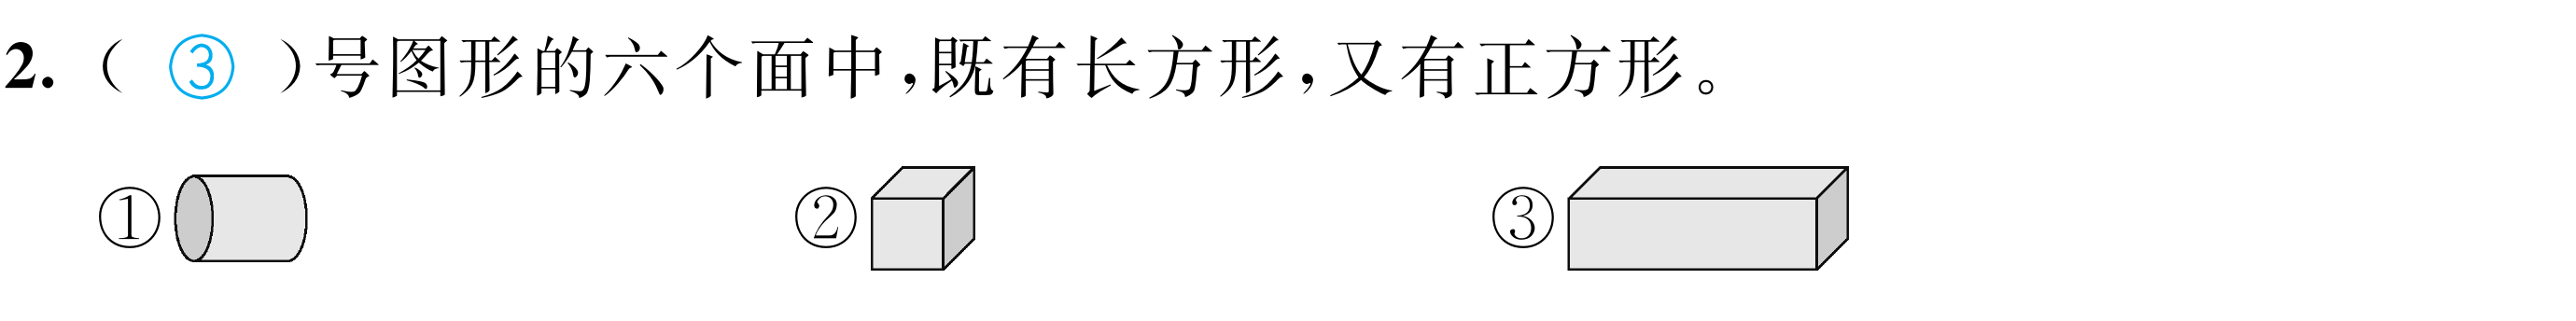 2.（ ③ ）号图形的六个面中，既有长方形，又有正方形。
① ② ③